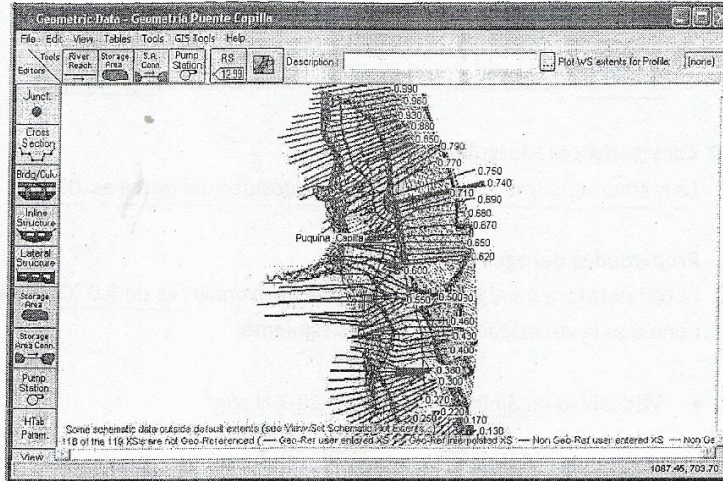 Geometric Data - Geometria Puente Capilla
File Edit View Tables Tools GIS Tools Help
Tools
Editors
River Reach
Storage Area
S.A. Conn.
Pump Station
RS
Description :
... Plot WS extents for Profile: (none)
Junct.
Cross Section
Brdg/Culv
Inline Structure
Lateral Structure
Storage Area
Storage Area Conn.
Pump Station
HTab Param.
View
0.990
0.960
0.930
0.880
0.850
0.790
0.770
0.750
0.740
0.710
0.690
0.680
0.670
0.650
0.620
Puquina_Capilla
0.600
0.550
0.460
0.430
0.400
0.380
0.300
0.270
0.220
0.250
0.170
0.130
Some schematic data outside default extents (see View/Set Schematic Plot Extents...)
118 of the 119 XSs are not Geo-Referenced ( — Geo-Ref user entered XS — Geo-Ref interpolated XS — Non Geo-Ref user entered XS — Non Ge
1087.45, 703.70